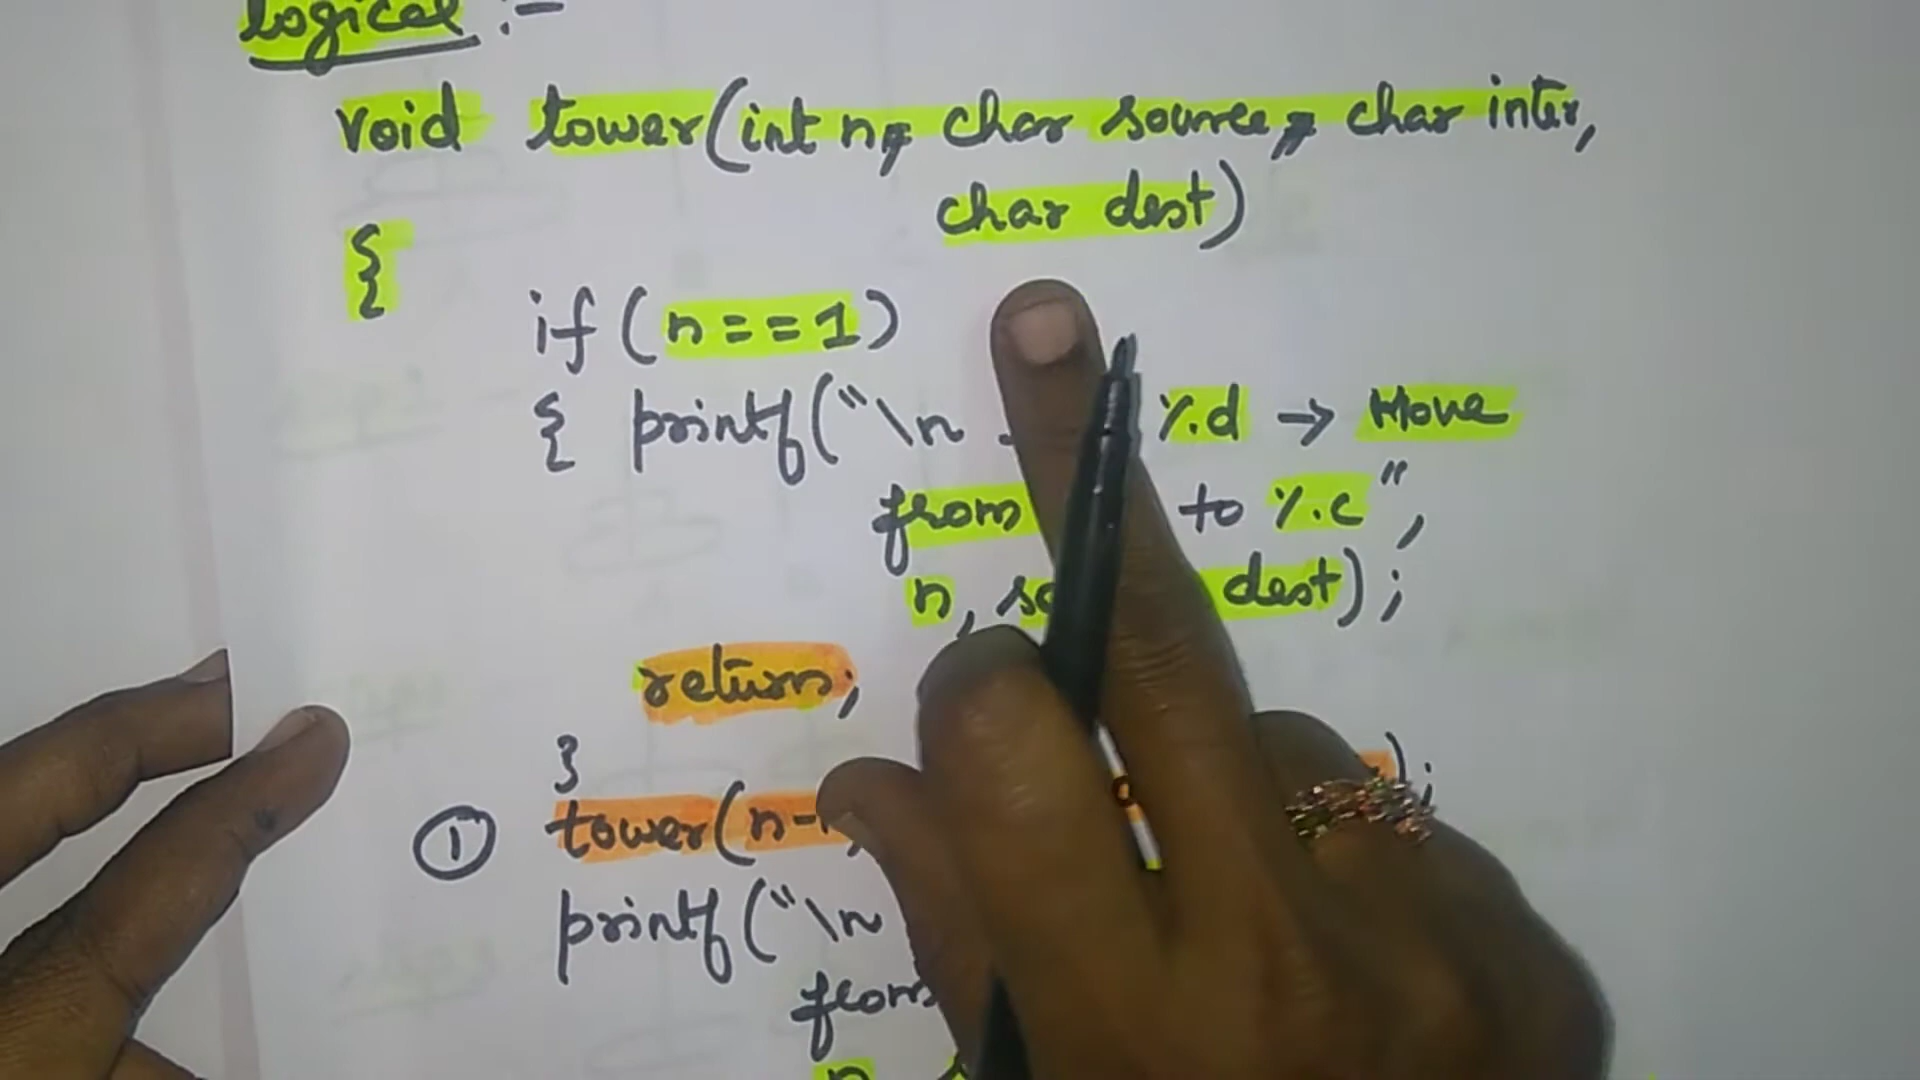 Logical :-
void tower(int n, char source, char inter,
char dest)
{
if (n==1)
{ printf("\n %d → Move
from to %c",
n, dest);
return;
}
① tower(n-
printf("\n
from
n